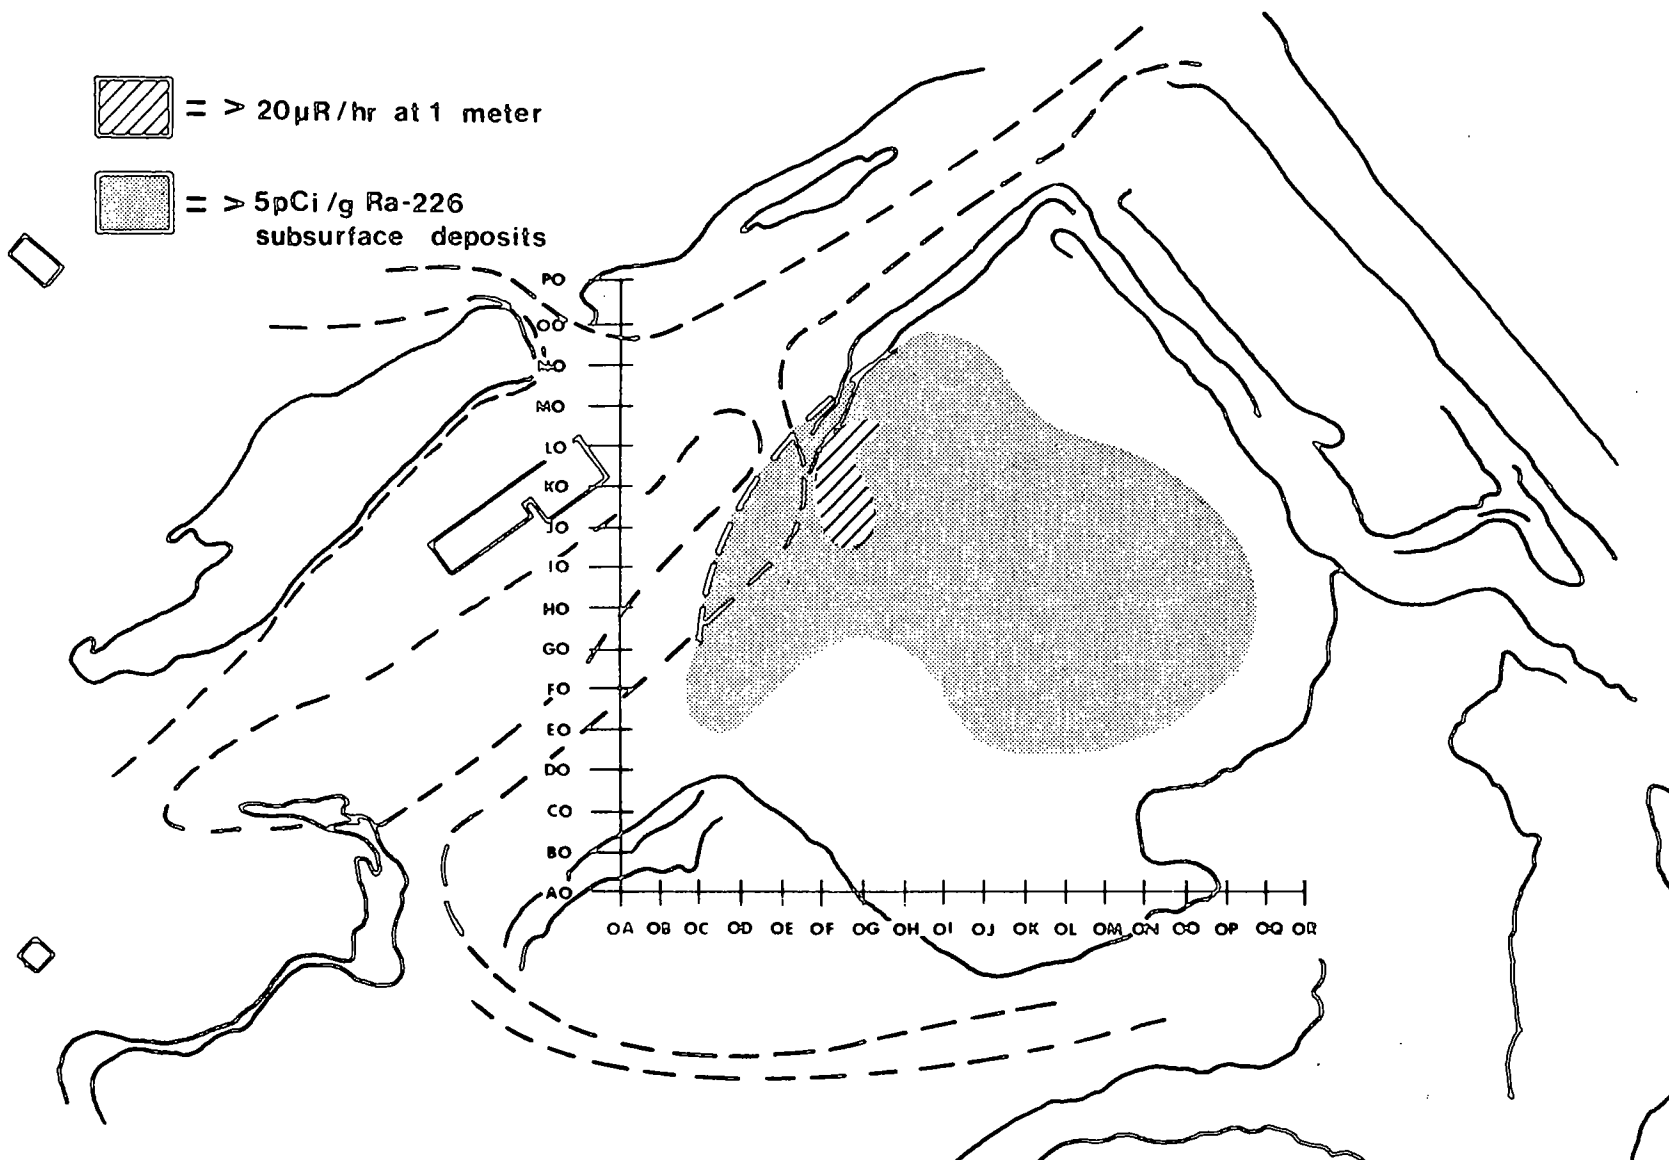 = > 20µR/hr at 1 meter
= > 5pCi/g Ra-226
subsurface deposits
PO
OO
NO
MO
LO
KO
JO
IO
HO
GO
FO
EO
DO
CO
BO
AO
OA OB OC OD OE OF OG OH OI OJ OK OL OM ON OO OP OQ OR